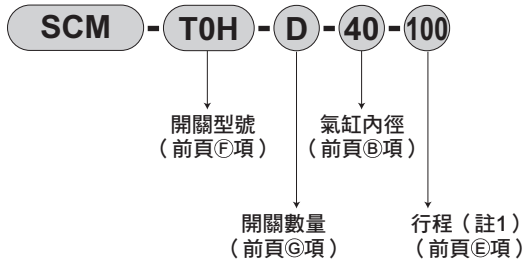 SCM - T0H - D - 40 - 100
開關型號
(前頁Ⓕ項)
氣缸內徑
(前頁Ⓑ項)
開關數量
(前頁Ⓖ項)
行程(註1)
(前頁Ⓔ項)